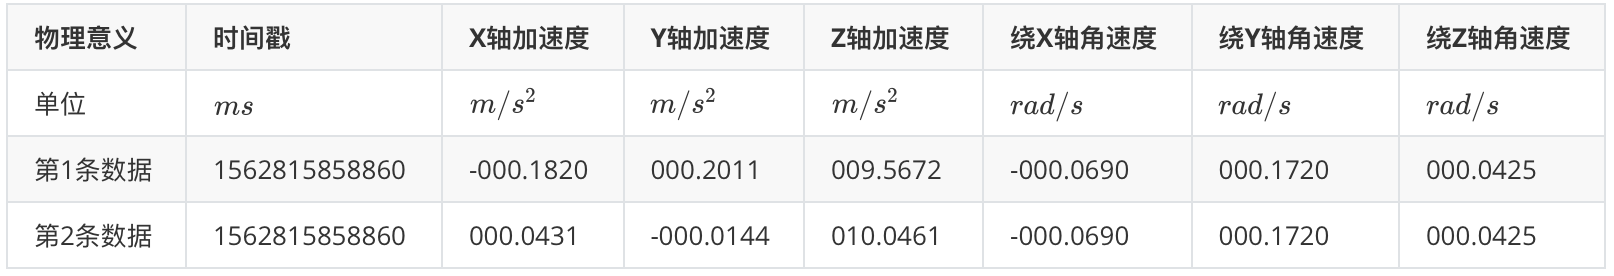 物理意义 时间戳 X轴加速度 Y轴加速度 Z轴加速度 绕X轴角速度 绕Y轴角速度 绕Z轴角速度
单位 ms m/s² m/s² m/s² rad/s rad/s rad/s
第1条数据 1562815858860 -000.1820 000.2011 009.5672 -000.0690 000.1720 000.0425
第2条数据 1562815858860 000.0431 -000.0144 010.0461 -000.0690 000.1720 000.0425